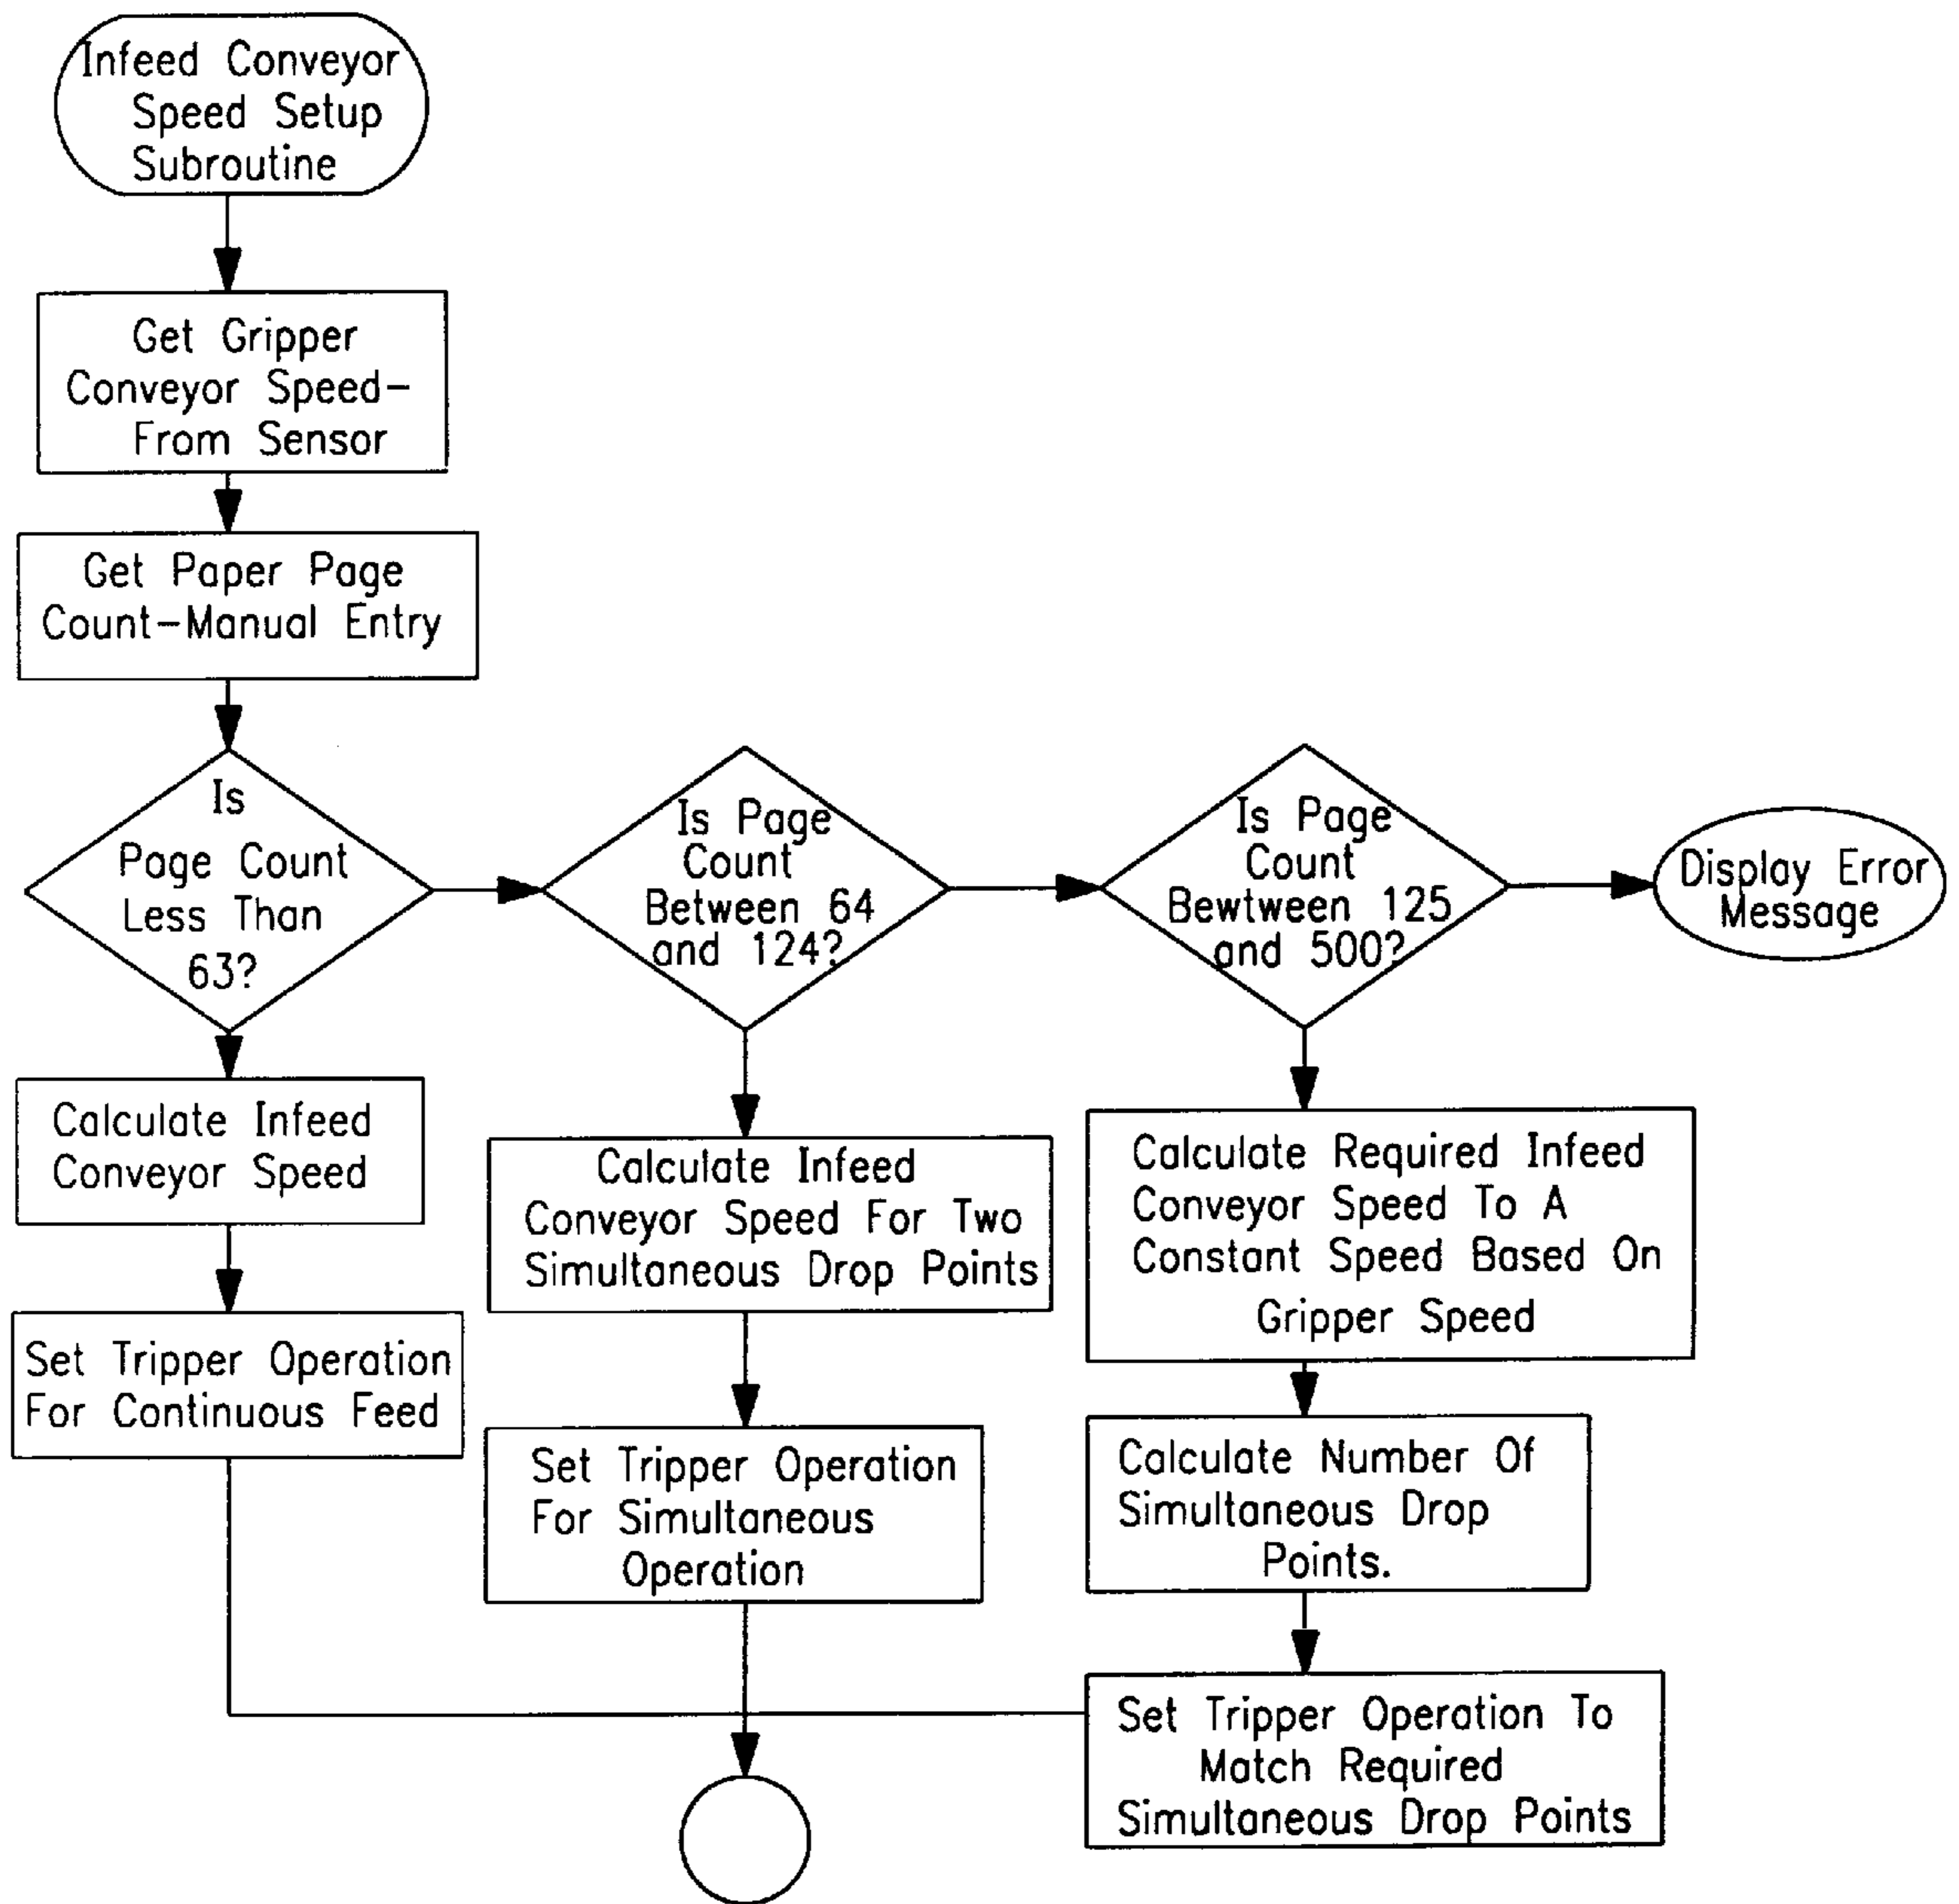 Infeed Conveyor
Speed Setup
Subroutine
Get Gripper
Conveyor Speed-
From Sensor
Get Paper Page
Count-Manual Entry
Is
Page Count
Less Than
63?
Is Page
Count
Between 64
and 124?
Is Page
Count
Bewtween 125
and 500?
Display Error
Message
Calculate Infeed
Conveyor Speed
Set Tripper Operation
For Continuous Feed
Calculate Infeed
Conveyor Speed For Two
Simultaneous Drop Points
Set Tripper Operation
For Simultaneous
Operation
Calculate Required Infeed
Conveyor Speed To A
Constant Speed Based On
Gripper Speed
Calculate Number Of
Simultaneous Drop
Points.
Set Tripper Operation To
Match Required
Simultaneous Drop Points